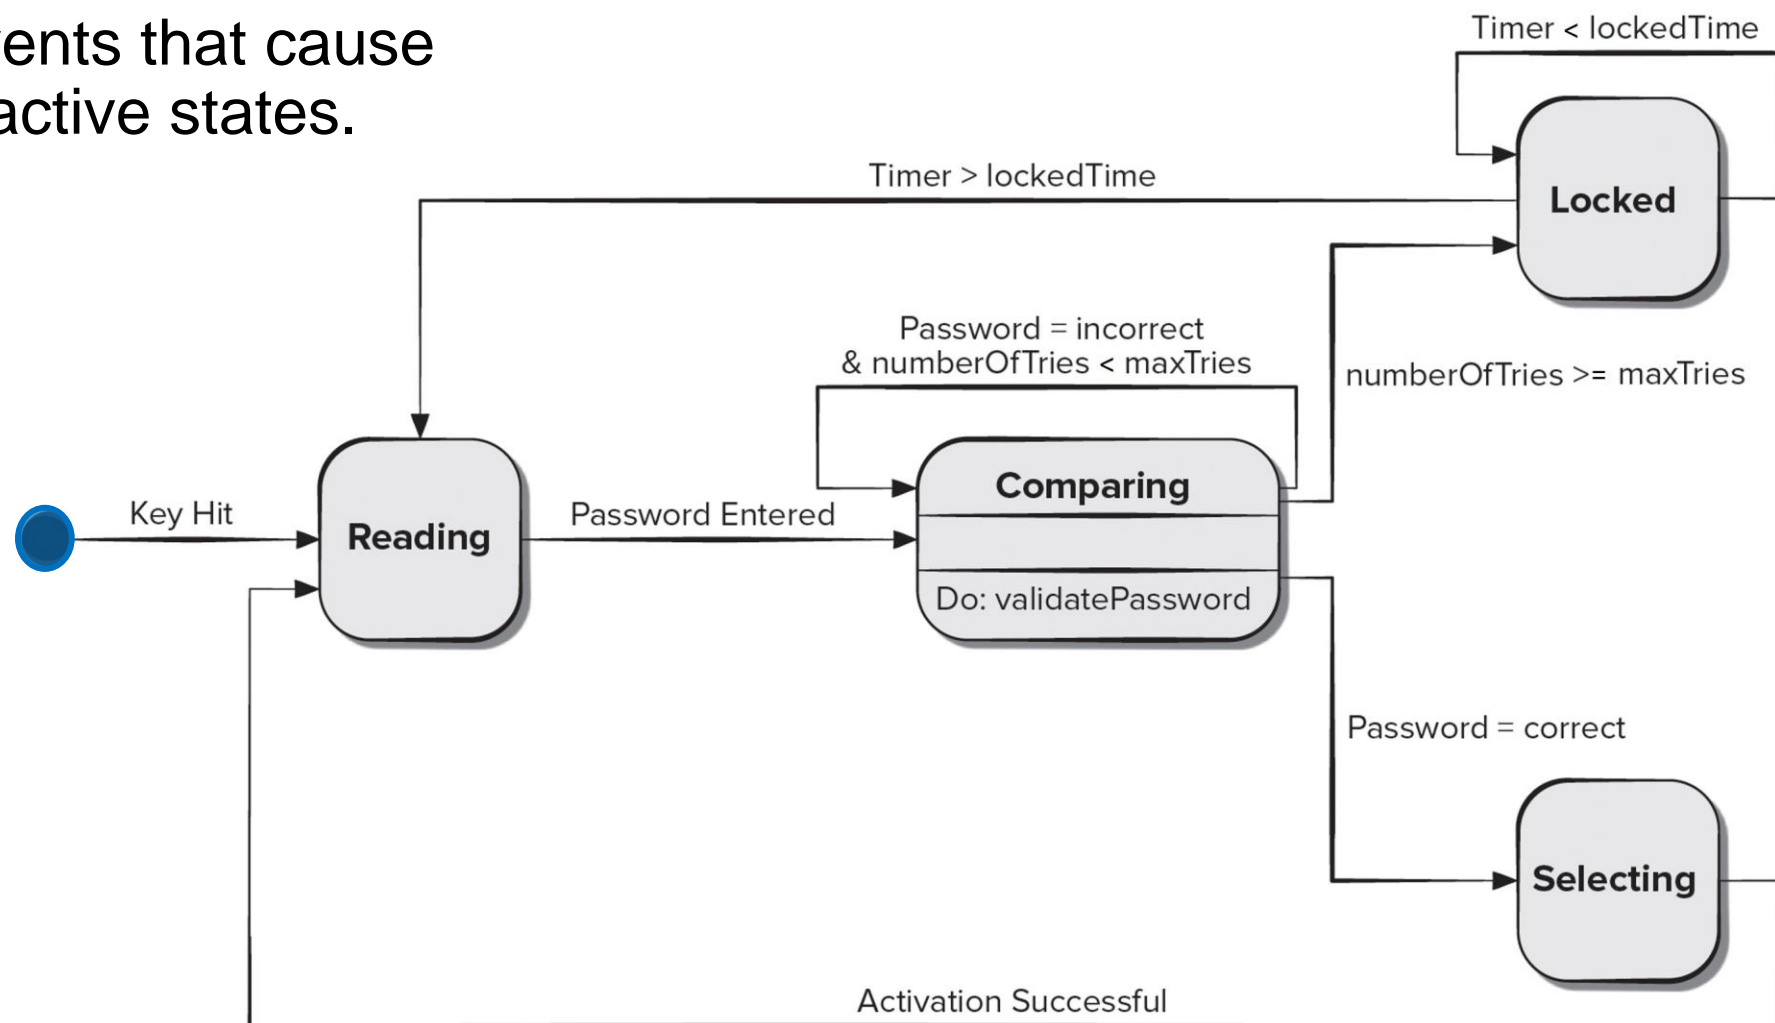 ents that cause
active states.
Timer < lockedTime
Timer > lockedTime
Locked
Password = incorrect
& numberOfTries < maxTries
numberOfTries >= maxTries
Key Hit
Reading
Password Entered
Comparing
Do: validatePassword
Password = correct
Selecting
Activation Successful